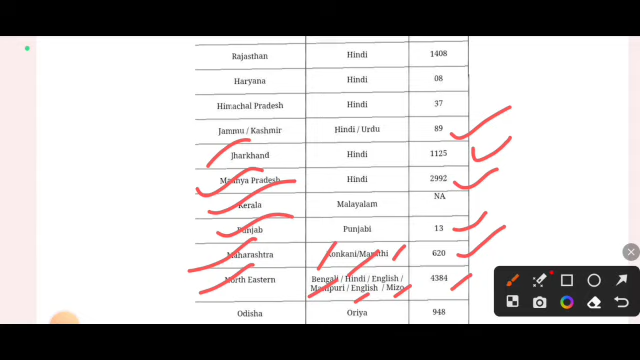 Rajasthan Hindi 1408
Haryana Hindi 08
Himachal Pradesh Hindi 37
Jammu / Kashmir Hindi / Urdu 89
Jharkhand Hindi 1125
Madhya Pradesh Hindi 2992
Kerala Malayalam NA
Punjab Punjabi 13
Maharashtra Konkani/Marathi 620
North Eastern Bengali / Hindi / English / 4384
Manipuri / English / Mizo
Odisha Oriya 948